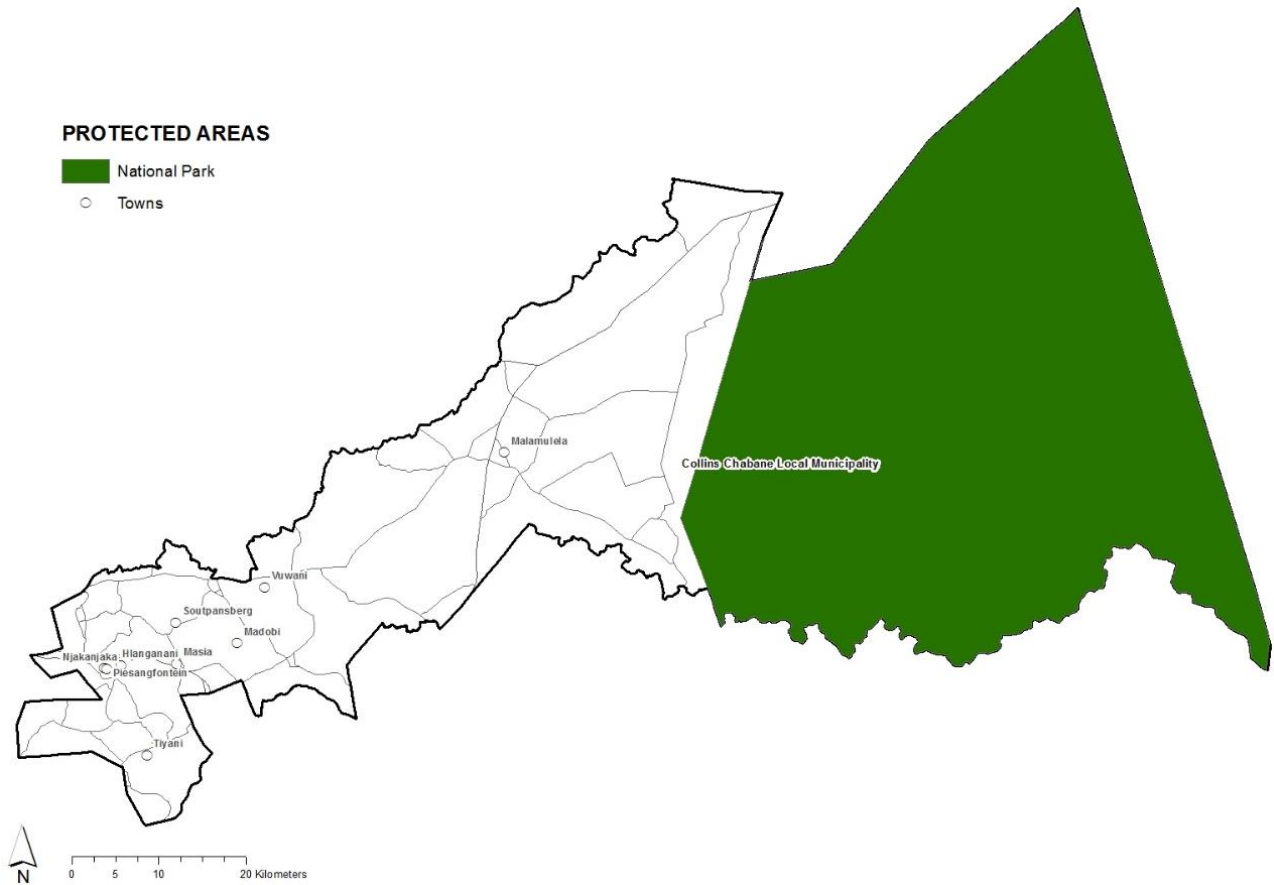 PROTECTED AREAS
National Park
Towns
Malamulela
Collins Chabane Local Municipality
Vuwani
Soutpansberg
Madobi
Njakanjaka
Hlanganani
Masia
Piesangfontein
Tiyani
N
0 5 10 20 Kilometers